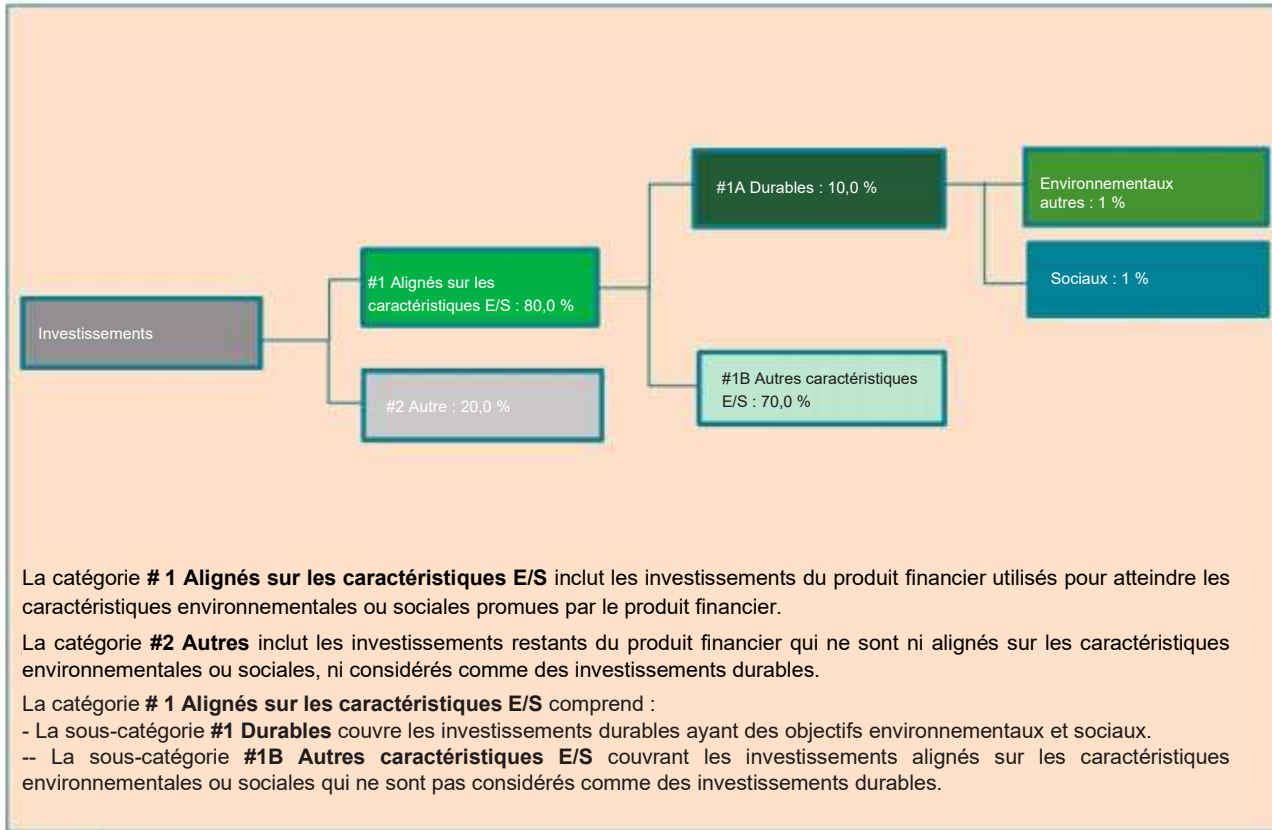 #1A Durables : 10,0 %
Environnementaux
autres : 1 %
#1 Alignés sur les
caractéristiques E/S : 80,0 %
Sociaux : 1 %
Investissements
#2 Autre : 20,0 %
#1B Autres caractéristiques
E/S : 70,0 %
La catégorie # 1 Alignés sur les caractéristiques E/S inclut les investissements du produit financier utilisés pour atteindre les
caractéristiques environnementales ou sociales promues par le produit financier.
La catégorie #2 Autres inclut les investissements restants du produit financier qui ne sont ni alignés sur les caractéristiques
environnementales ou sociales, ni considérés comme des investissements durables.
La catégorie # 1 Alignés sur les caractéristiques E/S comprend :
- La sous-catégorie #1 Durables couvre les investissements durables ayant des objectifs environnementaux et sociaux.
-- La sous-catégorie #1B Autres caractéristiques E/S couvrant les investissements alignés sur les caractéristiques
environnementales ou sociales qui ne sont pas considérés comme des investissements durables.